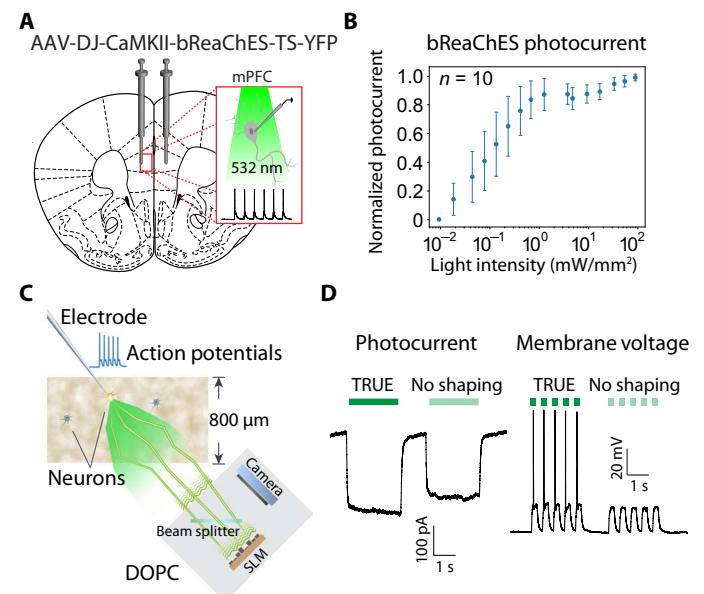 A
AAV-DJ-CaMKII-bReaChES-TS-YFP
mPFC
532 nm
B
bReaChES photocurrent
n = 10
Normalized photocurrent
1.0
0.8
0.6
0.4
0.2
0
10⁻² 10⁻¹ 10⁰ 10¹ 10²
Light intensity (mW/mm²)
C
Electrode
Action potentials
800 μm
Neurons
Camera
Beam splitter
SLM
DOPC
D
Photocurrent
TRUE No shaping
100 pA
1 s
Membrane voltage
TRUE No shaping
20 mV
1 s